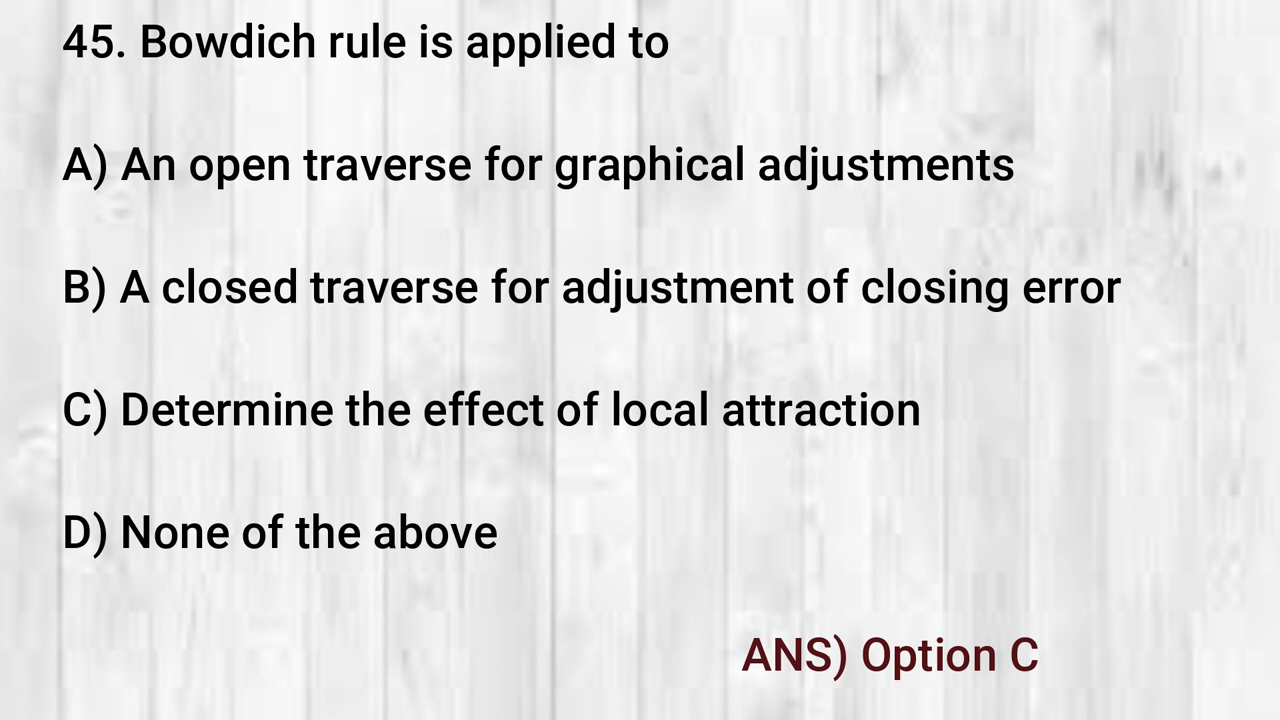 45. Bowdich rule is applied to
A) An open traverse for graphical adjustments
B) A closed traverse for adjustment of closing error
C) Determine the effect of local attraction
D) None of the above
ANS) Option C